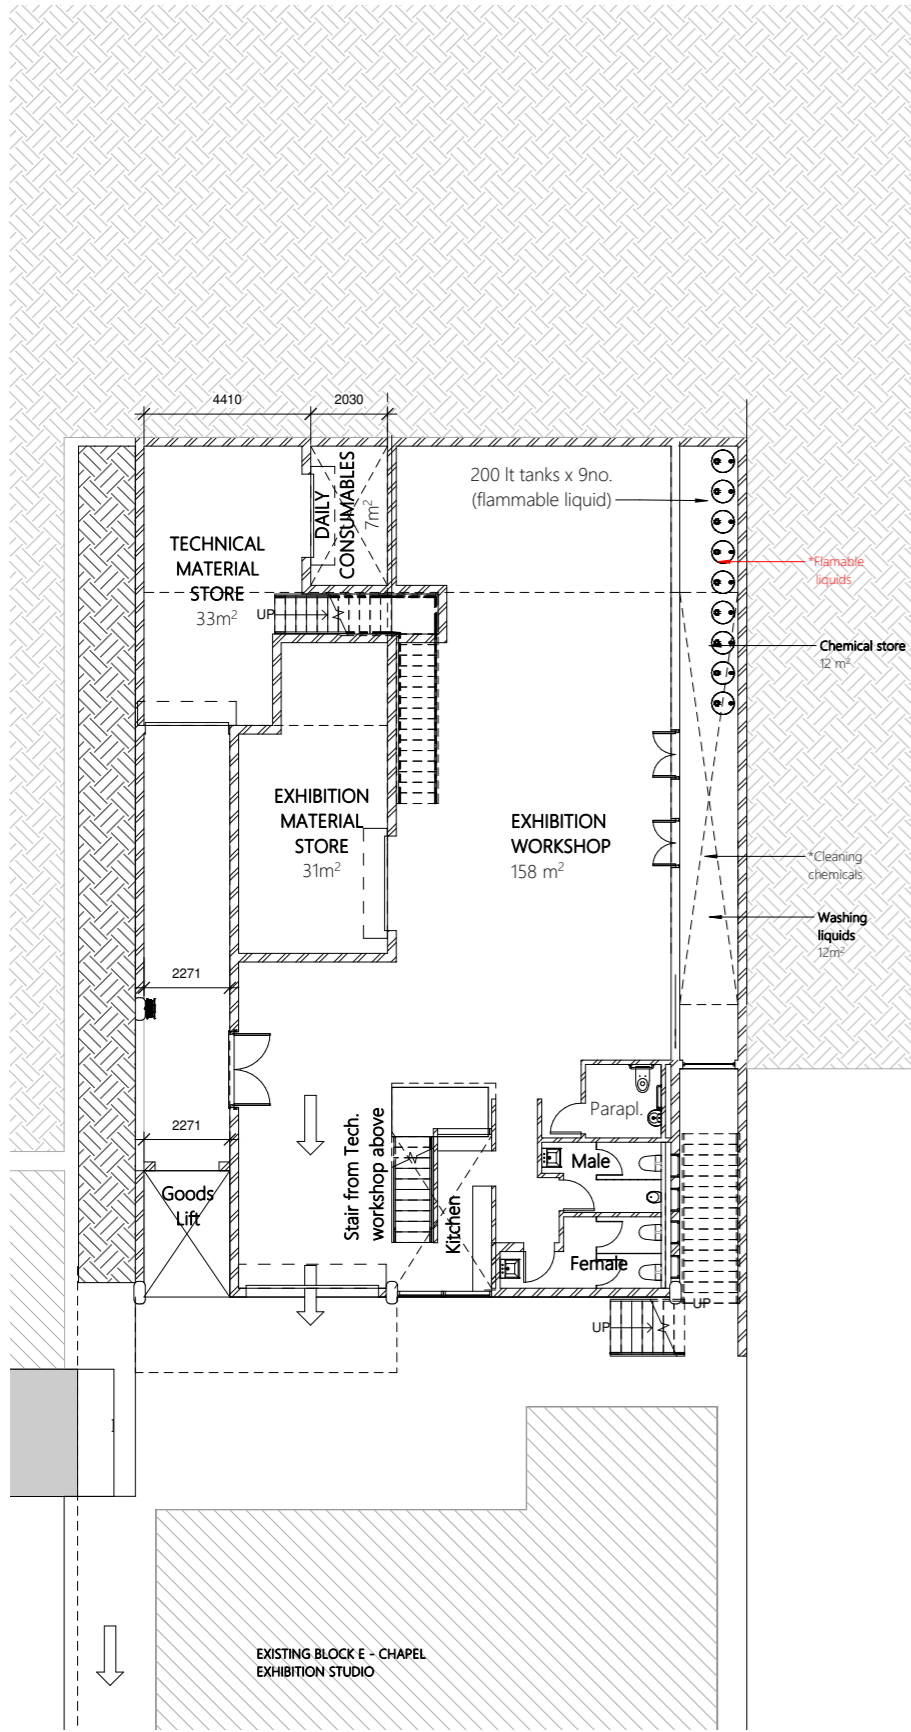 4410
2030
200 lt tanks x 9no.
(flammable liquid)
DAILY
CONSUMABLES
7m²
TECHNICAL
MATERIAL
STORE
33m²
*Flamable
liquids
UP
Chemical store
12 m²
EXHIBITION
MATERIAL
STORE
31m²
EXHIBITION
WORKSHOP
158 m²
*Cleaning
chemicals
Washing
liquids
12m²
2271
2271
Parapl.
Stair from Tech.
workshop above
Kitchen
Male
Goods
Lift
Female
UP
UP
EXISTING BLOCK E - CHAPEL
EXHIBITION STUDIO